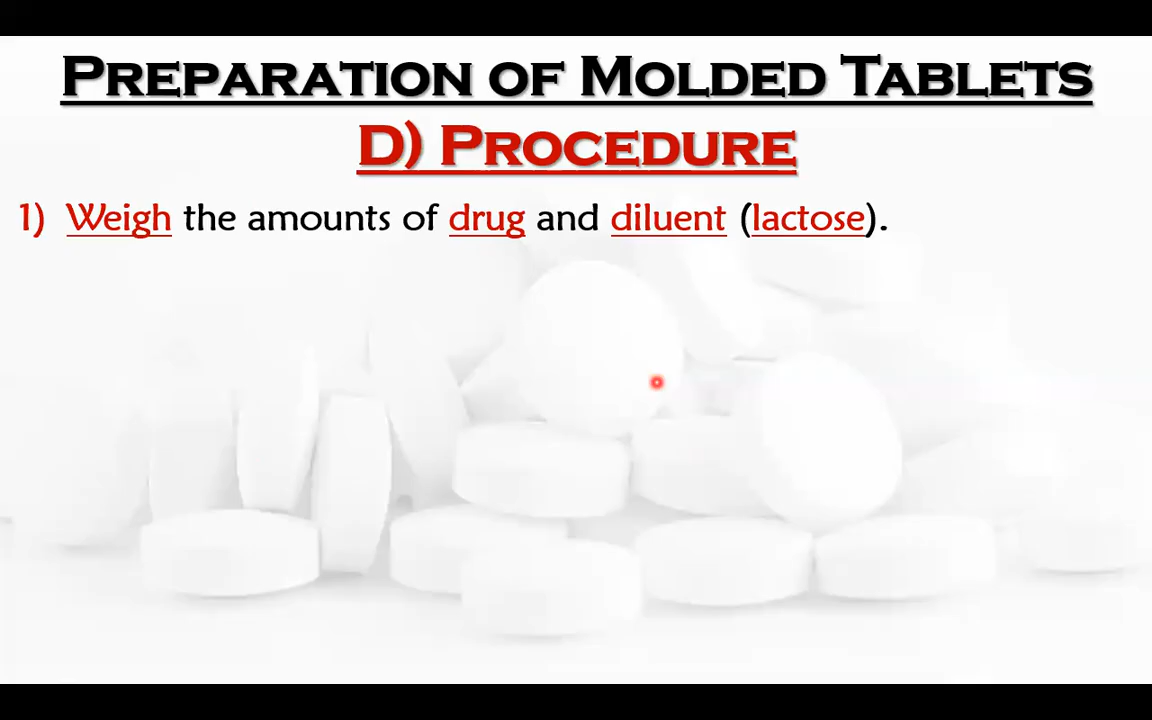 Preparation of Molded Tablets
D) Procedure
1) Weigh the amounts of drug and diluent (lactose).